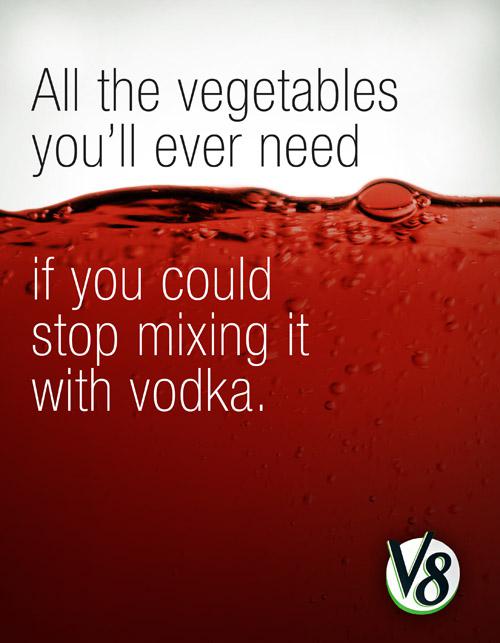 All the vegetables
you'll ever need
if you could
stop mixing it
with vodka.
V8